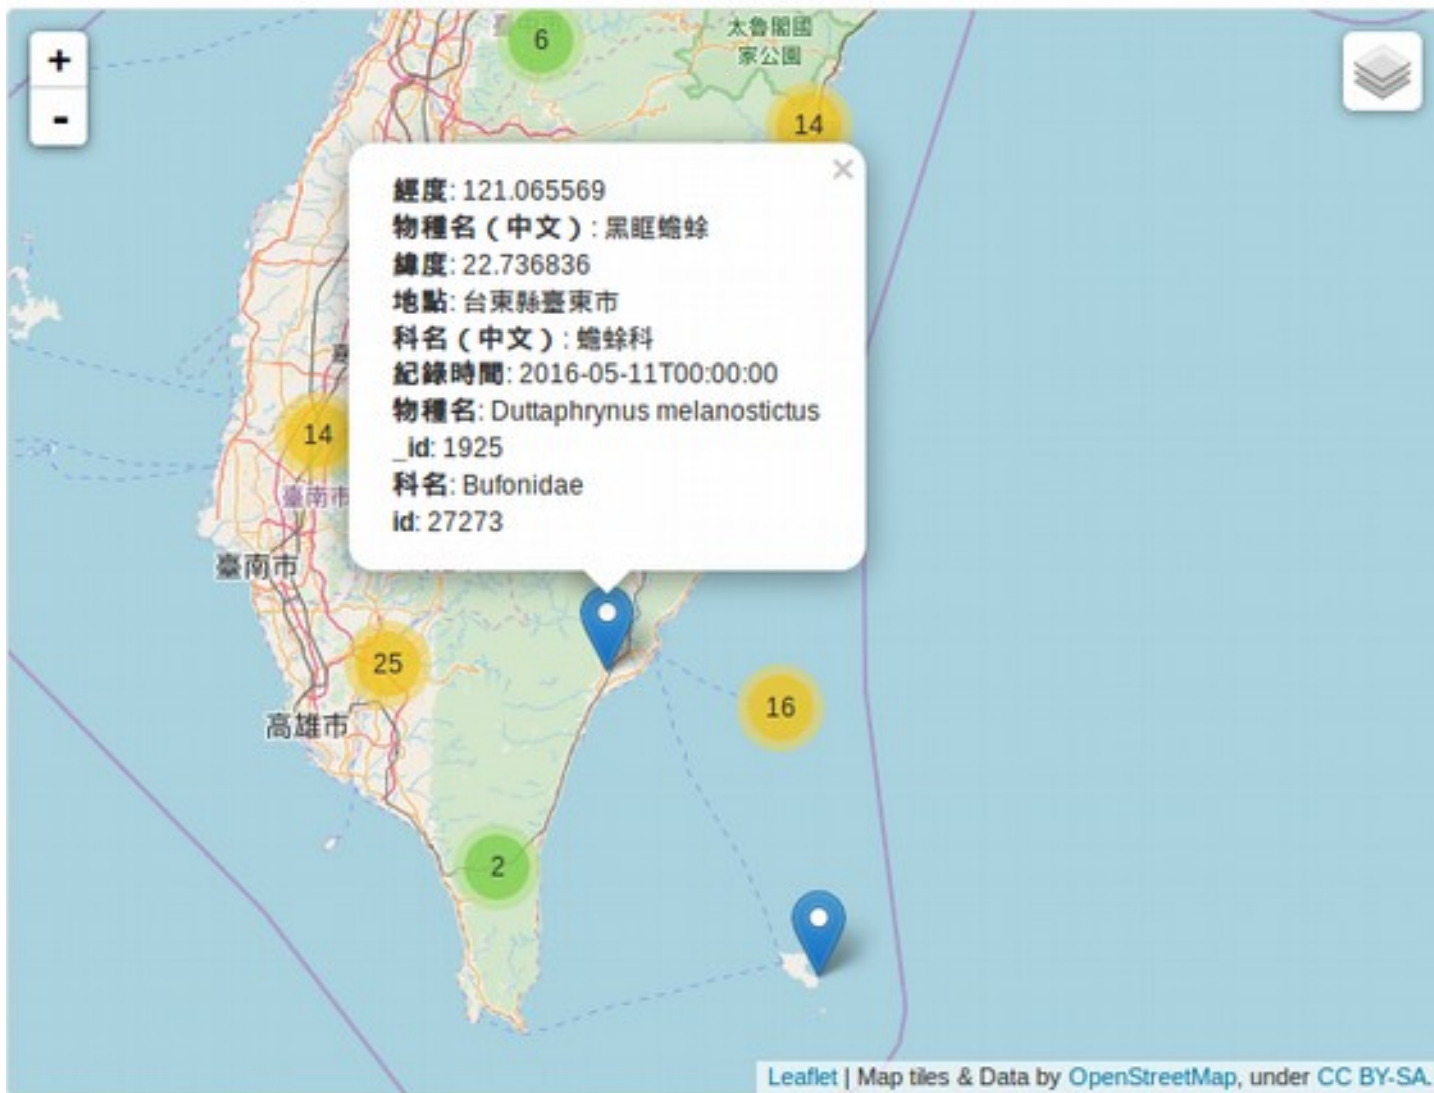 6
太魯閣國
家公園
+
-
14
×
經度: 121.065569
物種名（中文）: 黑眶蟾蜍
緯度: 22.736836
地點: 台東縣臺東市
科名（中文）: 蟾蜍科
紀錄時間: 2016-05-11T00:00:00
物種名: Duttaphrynus melanostictus
_id: 1925
科名: Bufonidae
id: 27273
14
臺南市
臺南市
25
16
高雄市
2
Leaflet | Map tiles & Data by OpenStreetMap, under CC BY-SA.